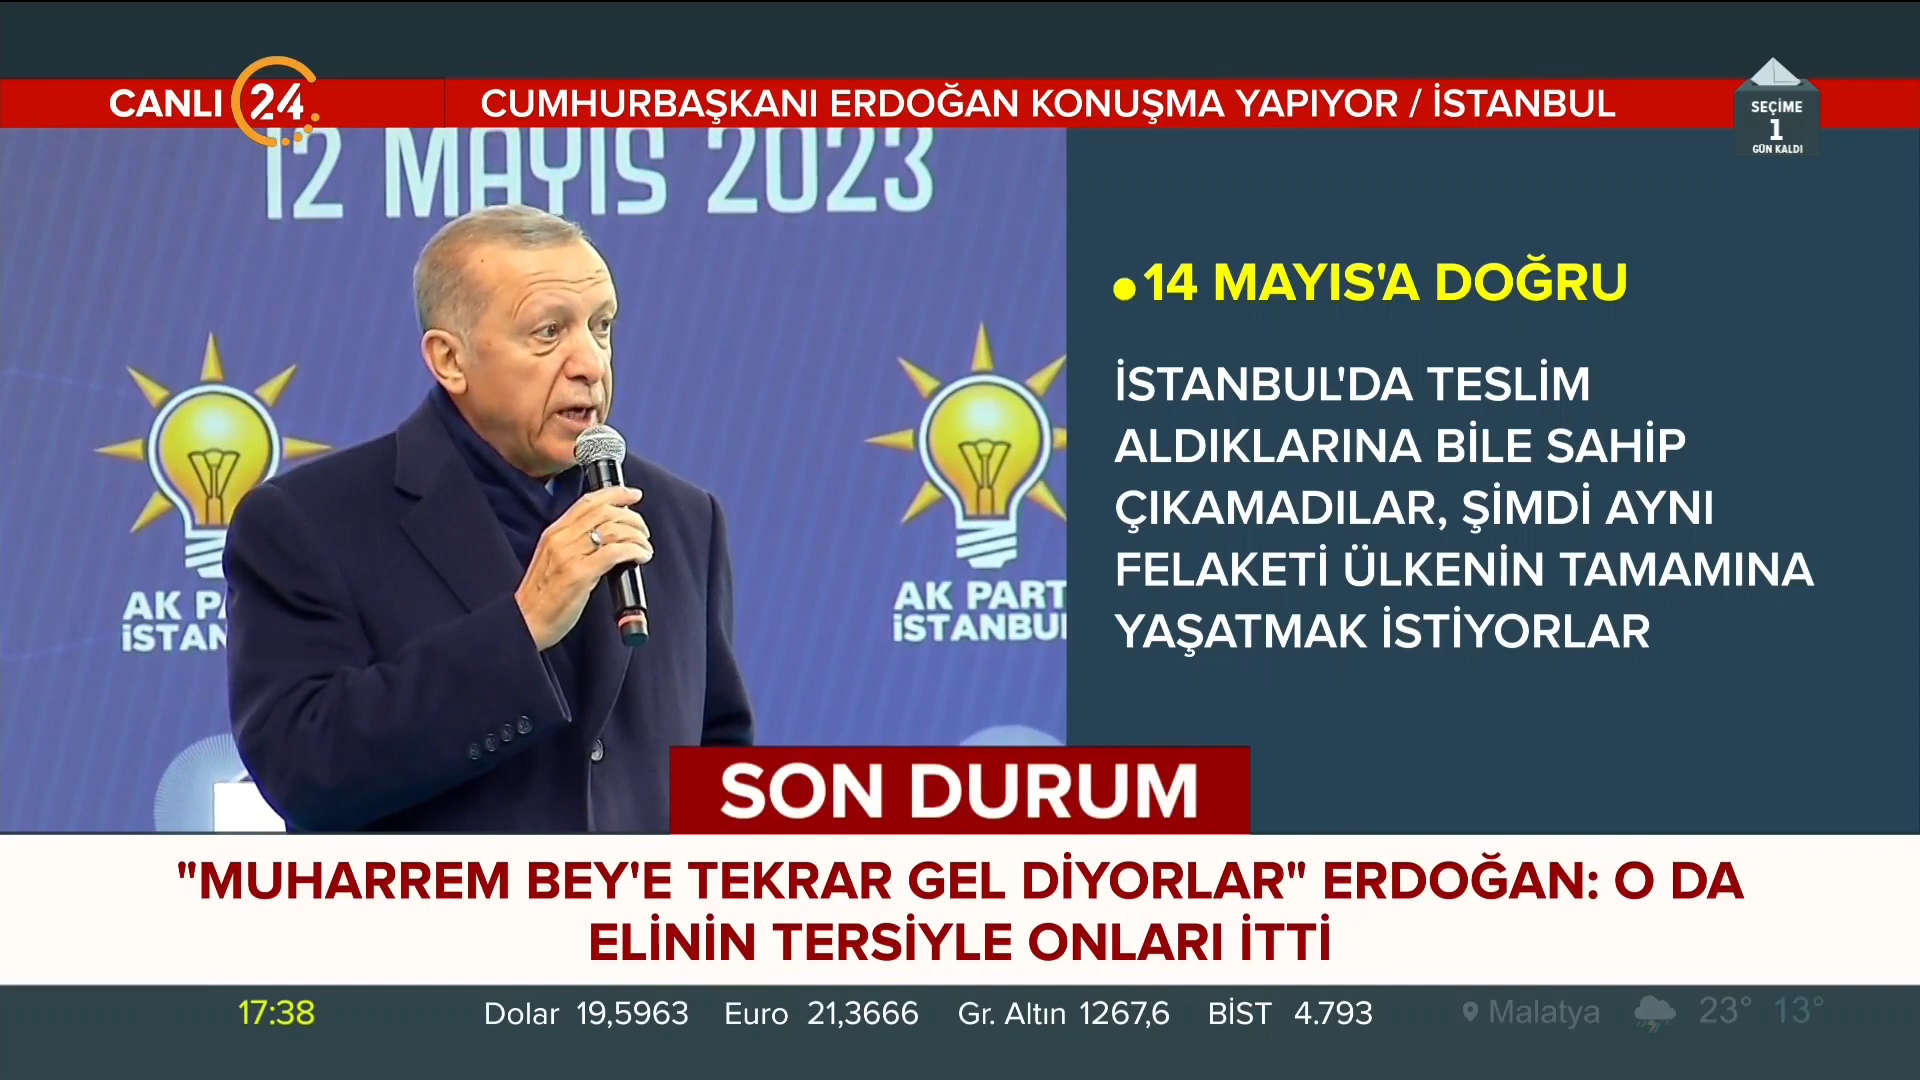 CANLI 24 CUMHURBAŞKANI ERDOĞAN KONUŞMA YAPIYOR / İSTANBUL
SEÇİME
1
GÜN KALDI
12 MAYIS 2023
AK PA
İSTAN
AK PART
İSTANBU
14 MAYIS'A DOĞRU
İSTANBUL'DA TESLİM
ALDIKLARINA BİLE SAHİP
ÇIKAMADILAR, ŞİMDİ AYNI
FELAKETİ ÜLKENİN TAMAMINA
YAŞATMAK İSTİYORLAR
SON DURUM
"MUHARREM BEY'E TEKRAR GEL DİYORLAR" ERDOĞAN: O DA
ELİNİN TERSİYLE ONLARI İTTİ
17:38 Dolar 19,5963 Euro 21,3666 Gr. Altın 1267,6 BİST 4.793 Malatya 23° 13°